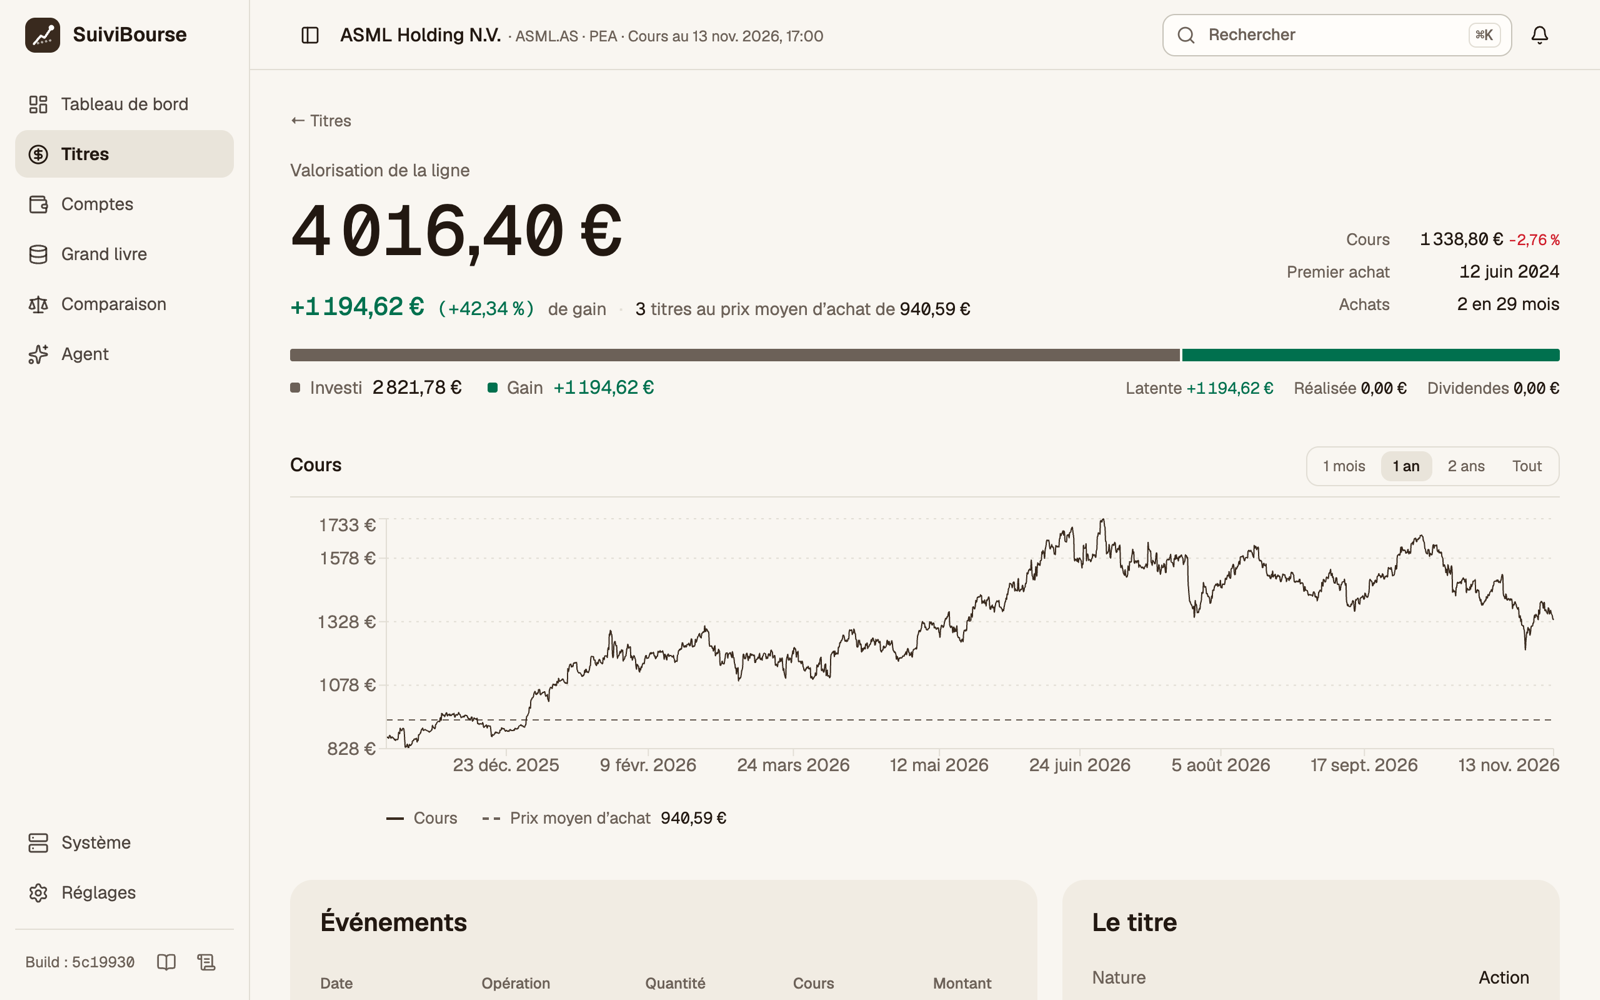 SuiviBourse
Tableau de bord
Titres
Comptes
Grand livre
Comparaison
Agent
Système
Réglages
Build : 5c19930
ASML Holding N.V. · ASML.AS · PEA · Cours au 13 nov. 2026, 17:00
Rechercher ⌘K
← Titres
Valorisation de la ligne
4 016,40 €
+1 194,62 € (+42,34 %) de gain · 3 titres au prix moyen d’achat de 940,59 €
Cours 1 338,80 € -2,76 %
Premier achat 12 juin 2024
Achats 2 en 29 mois
Investi 2 821,78 € Gain +1 194,62 €
Latente +1 194,62 € Réalisée 0,00 € Dividendes 0,00 €
Cours
1 mois 1 an 2 ans Tout
1733 €
1578 €
1328 €
1078 €
828 €
23 déc. 2025 9 févr. 2026 24 mars 2026 12 mai 2026 24 juin 2026 5 août 2026 17 sept. 2026 13 nov. 2026
Cours Prix moyen d’achat 940,59 €
Événements
Date Opération Quantité Cours Montant
Le titre
Nature Action